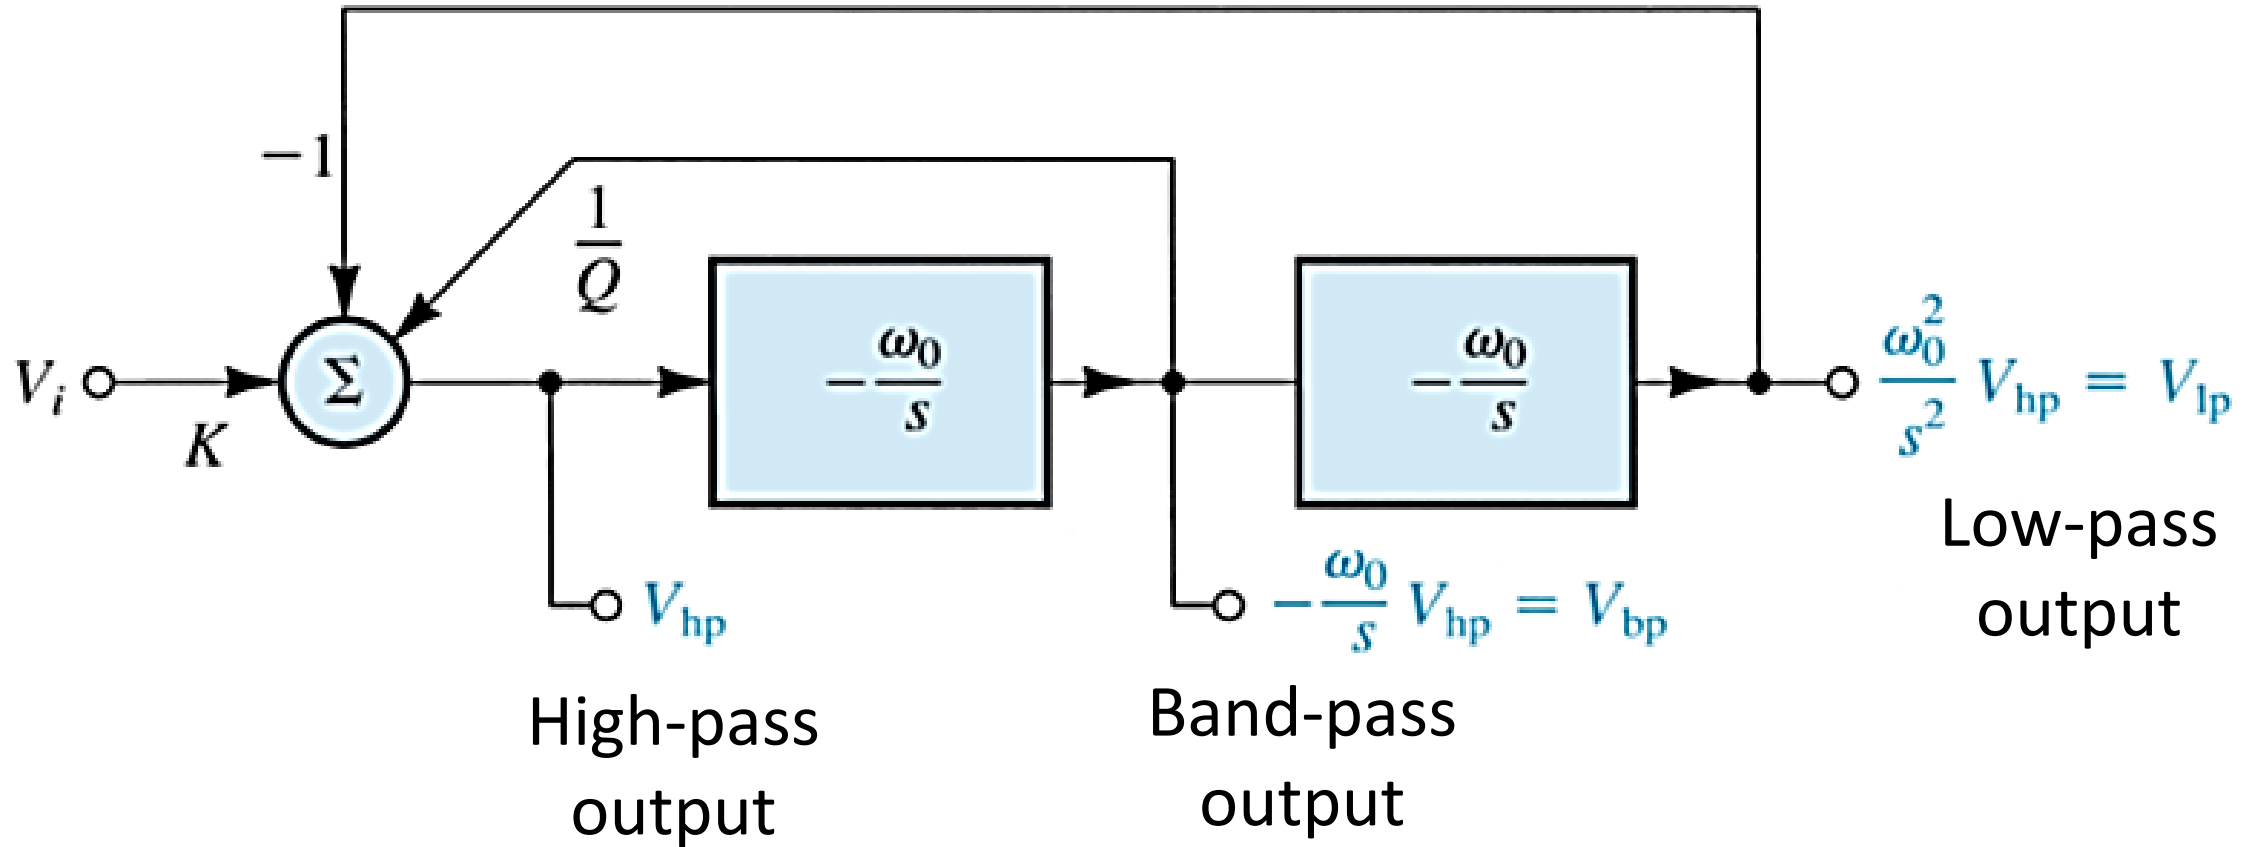 −1
1/Q
V_i
K
Σ
−ω₀/s
−ω₀/s
ω₀²/s² V_hp = V_lp
Low-pass
output
V_hp
−ω₀/s V_hp = V_bp
High-pass
output
Band-pass
output